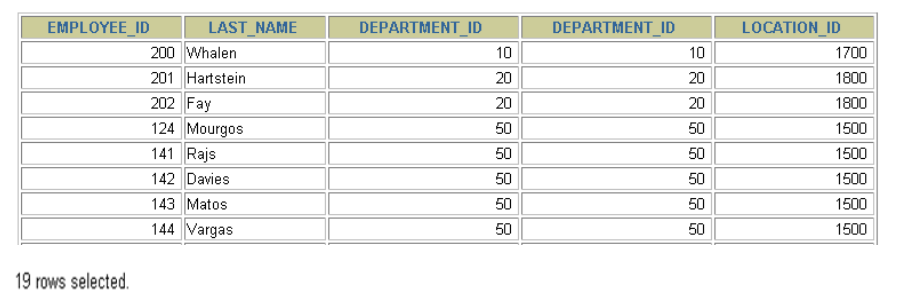 EMPLOYEE_ID LAST_NAME DEPARTMENT_ID DEPARTMENT_ID LOCATION_ID
200 Whalen 10 10 1700
201 Hartstein 20 20 1800
202 Fay 20 20 1800
124 Mourgos 50 50 1500
141 Rajs 50 50 1500
142 Davies 50 50 1500
143 Matos 50 50 1500
144 Vargas 50 50 1500
19 rows selected.